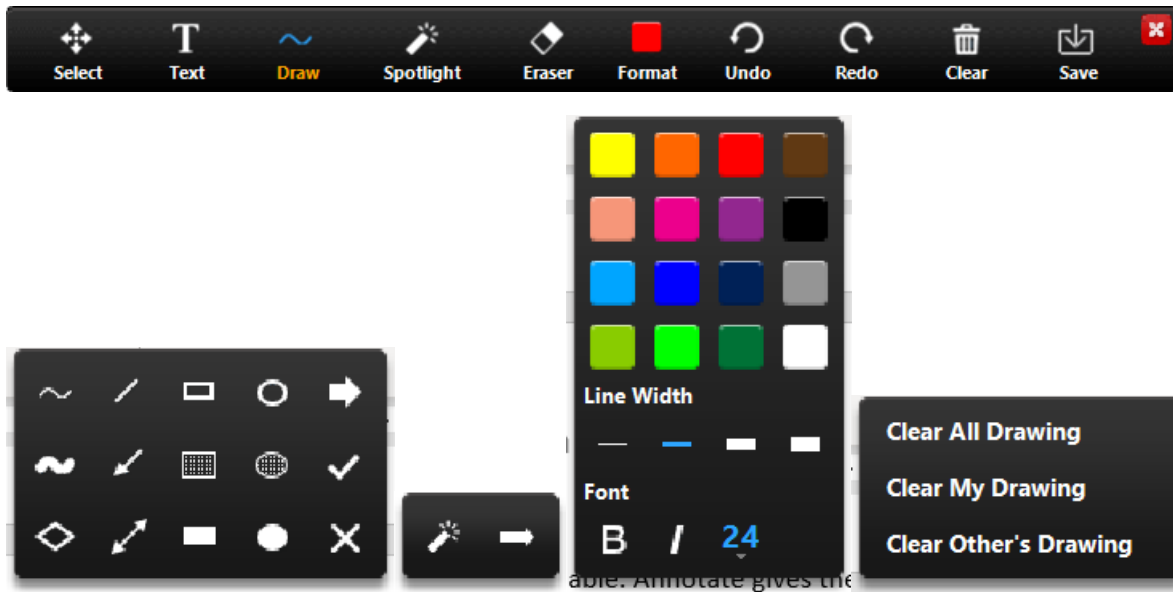 Select Text Draw Spotlight Eraser Format Undo Redo Clear Save
Line Width
Font
B I 24
Clear All Drawing
Clear My Drawing
Clear Other's Drawing
able. Annotate gives the